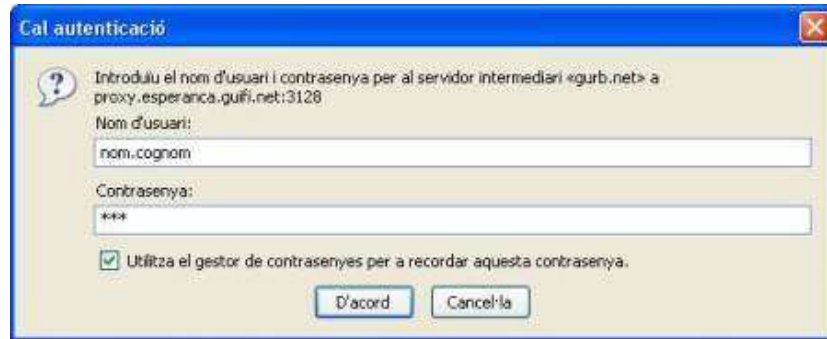 Cal autenticació
Introduïu el nom d'usuari i contrasenya per al servidor intermediari «gurb.net» a
proxy.esperanca.guifi.net:3128
Nom d'usuari:
nom.cognom
Contrasenya:
***
Utilitza el gestor de contrasenyes per a recordar aquesta contrasenya.
D'acord Cancel·la